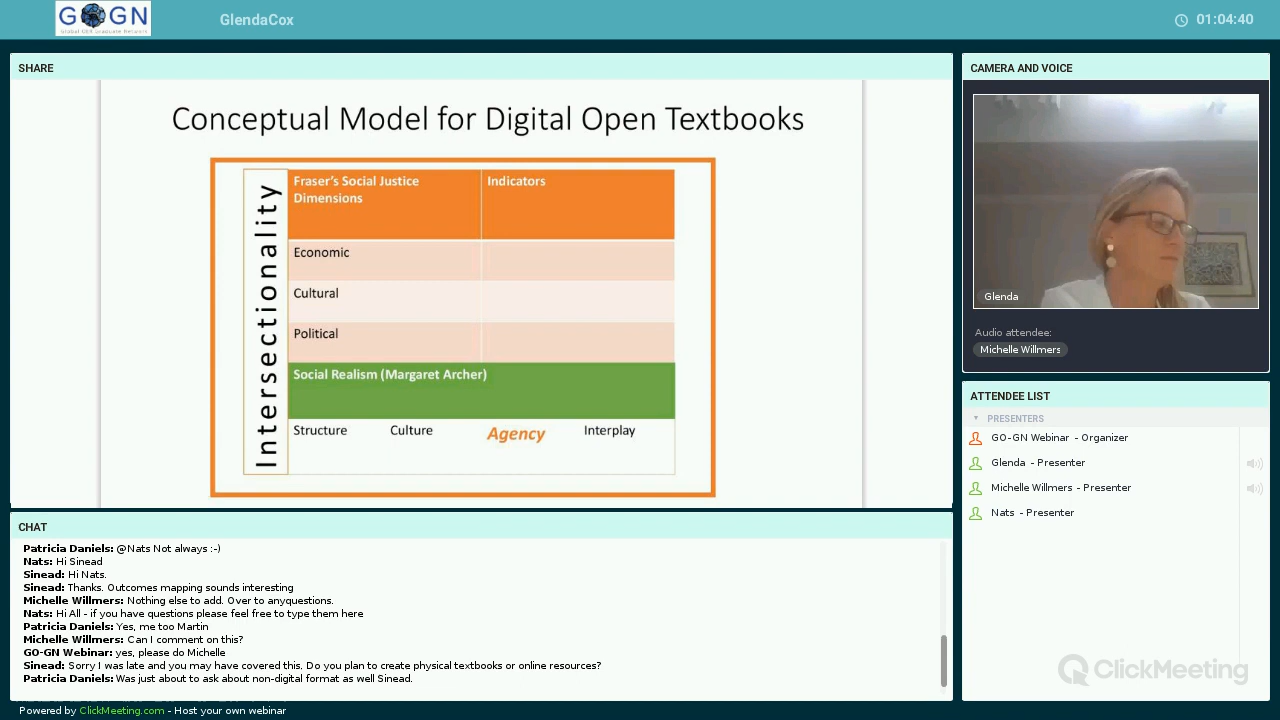 GOGN
Global OER Graduate Network
GlendaCox
01:04:40
SHARE
Conceptual Model for Digital Open Textbooks
Intersectionality
Fraser's Social Justice
Dimensions
Indicators
Economic
Cultural
Political
Social Realism (Margaret Archer)
Structure Culture Agency Interplay
CAMERA AND VOICE
Glenda
Audio attendee:
Michelle Willmers
ATTENDEE LIST
PRESENTERS
GO-GN Webinar - Organizer
Glenda - Presenter
Michelle Willmers - Presenter
Nats - Presenter
ClickMeeting
CHAT
Patricia Daniels: @Nats Not always :-)
Nats: Hi Sinead
Sinead: Hi Nats.
Sinead: Thanks. Outcomes mapping sounds interesting
Michelle Willmers: Nothing else to add. Over to anyquestions.
Nats: Hi All - if you have questions please feel free to type them here
Patricia Daniels: Yes, me too Martin
Michelle Willmers: Can I comment on this?
GO-GN Webinar: yes, please do Michelle
Sinead: Sorry I was late and you may have covered this. Do you plan to create physical textbooks or online resources?
Patricia Daniels: Was just about to ask about non-digital format as well Sinead.
Powered by ClickMeeting.com - Host your own webinar